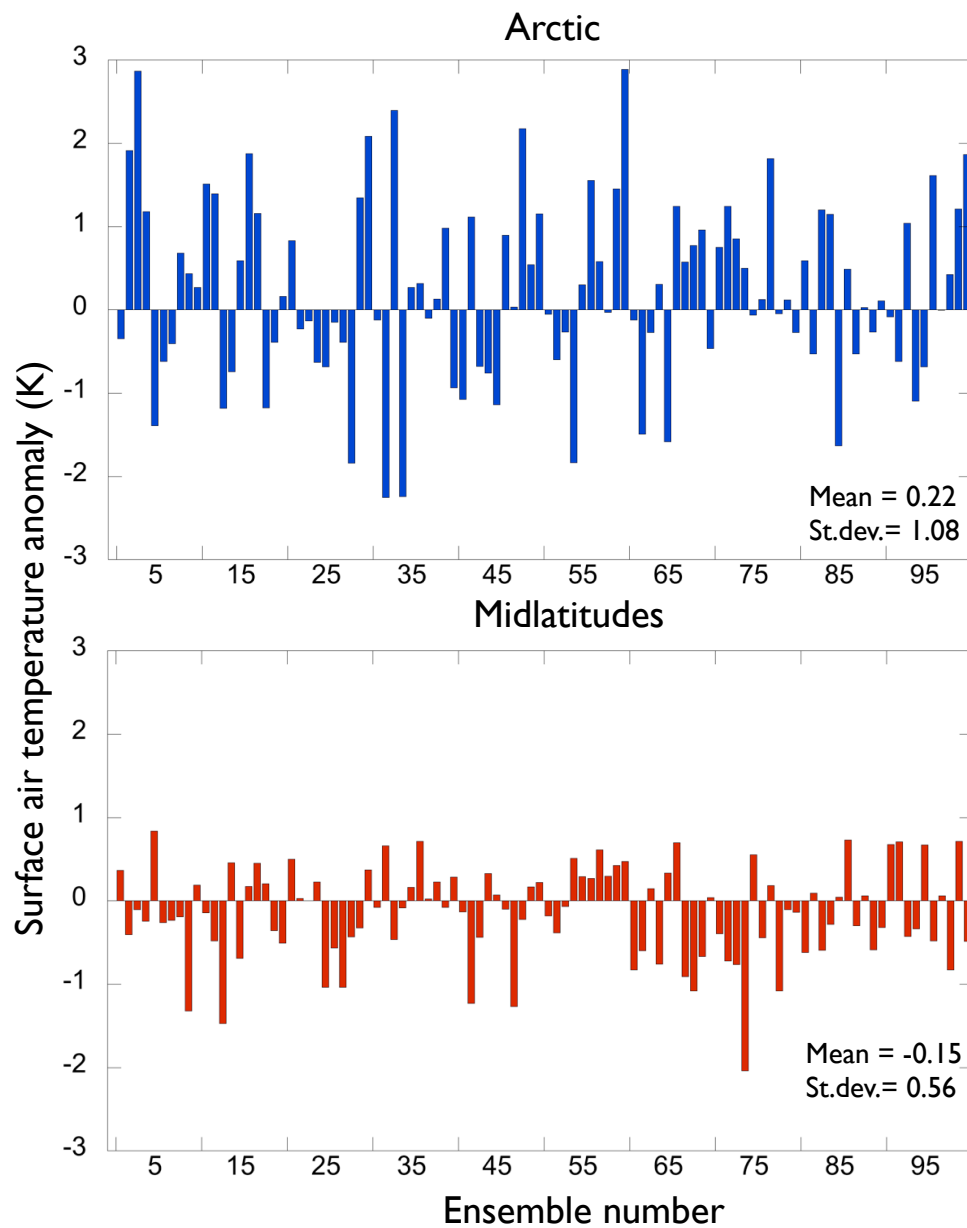 Arctic
3
2
1
0
-1
-2
-3
Mean = 0.22
St.dev.= 1.08
5 15 25 35 45 55 65 75 85 95
Surface air temperature anomaly (K)
Midlatitudes
3
2
1
0
-1
-2
-3
Mean = -0.15
St.dev.= 0.56
5 15 25 35 45 55 65 75 85 95
Ensemble number